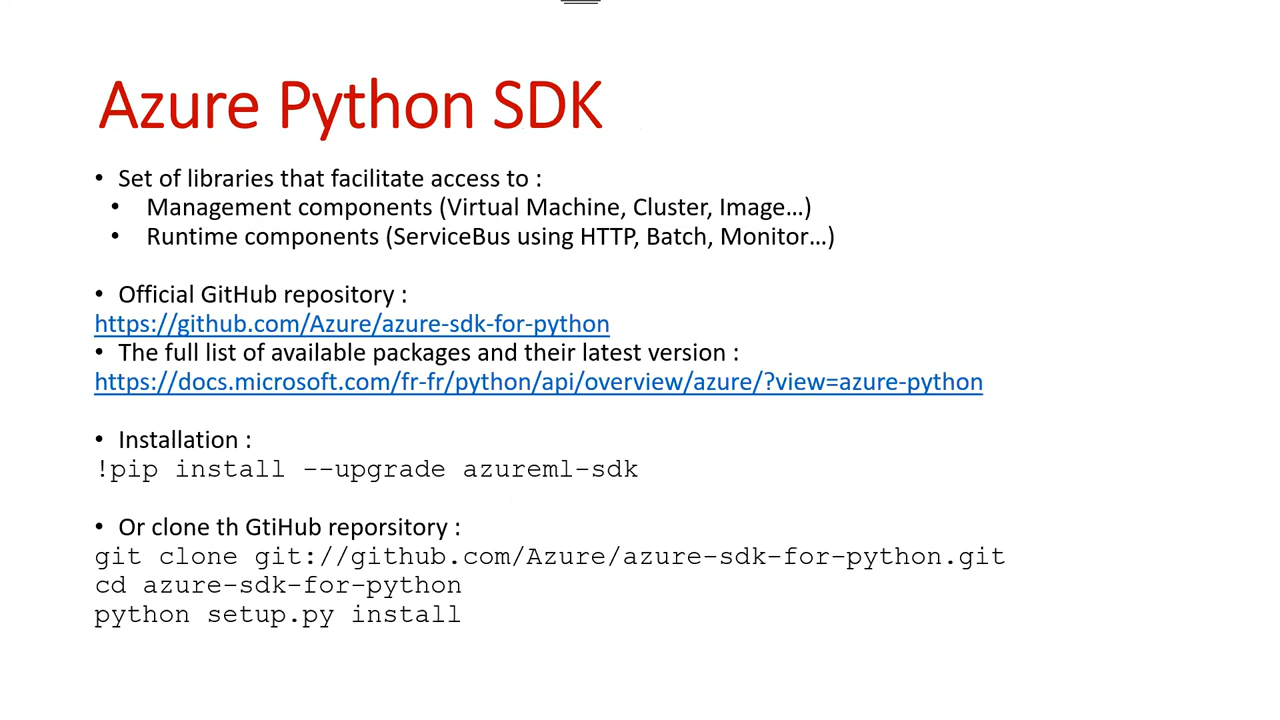 Azure Python SDK
• Set of libraries that facilitate access to :
• Management components (Virtual Machine, Cluster, Image…)
• Runtime components (ServiceBus using HTTP, Batch, Monitor…)
• Official GitHub repository :
https://github.com/Azure/azure-sdk-for-python
• The full list of available packages and their latest version :
https://docs.microsoft.com/fr-fr/python/api/overview/azure/?view=azure-python
• Installation :
!pip install --upgrade azureml-sdk
• Or clone th GtiHub reporsitory :
git clone git://github.com/Azure/azure-sdk-for-python.git
cd azure-sdk-for-python
python setup.py install